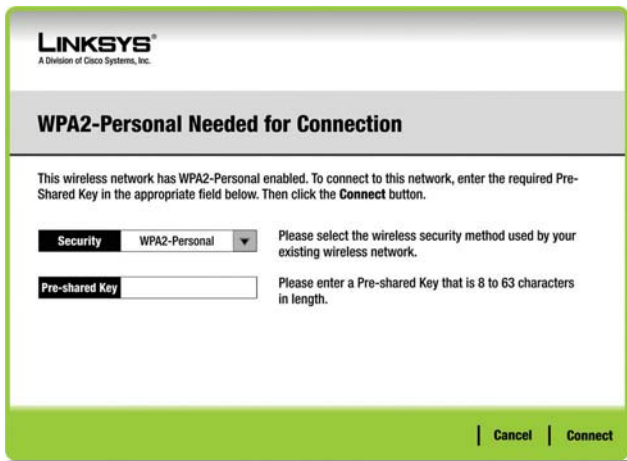 LINKSYS®
A Division of Cisco Systems, Inc.
WPA2-Personal Needed for Connection
This wireless network has WPA2-Personal enabled. To connect to this network, enter the required Pre-
Shared Key in the appropriate field below. Then click the Connect button.
Security WPA2-Personal
Please select the wireless security method used by your
existing wireless network.
Pre-shared Key
Please enter a Pre-shared Key that is 8 to 63 characters
in length.
Cancel Connect